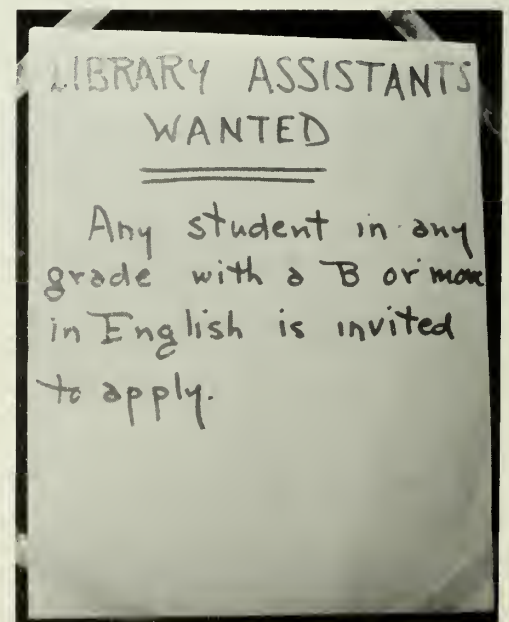 LIBRARY ASSISTANTS
WANTED
Any student in any
grade with a B or more
in English is invited
to apply.